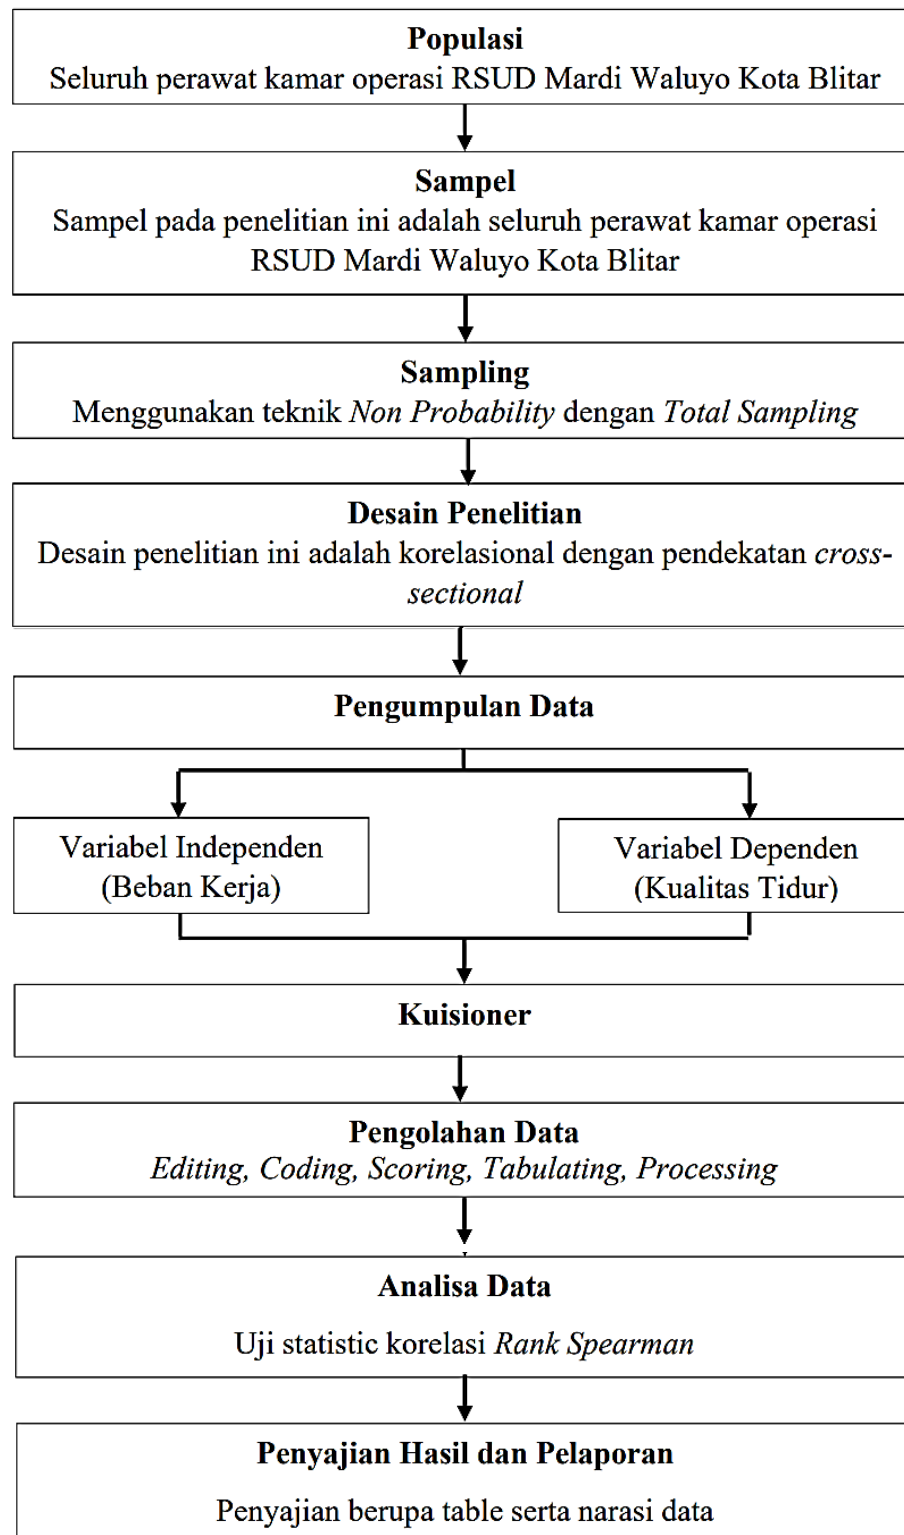 Populasi
Seluruh perawat kamar operasi RSUD Mardi Waluyo Kota Blitar
Sampel
Sampel pada penelitian ini adalah seluruh perawat kamar operasi
RSUD Mardi Waluyo Kota Blitar
Sampling
Menggunakan teknik Non Probability dengan Total Sampling
Desain Penelitian
Desain penelitian ini adalah korelasional dengan pendekatan cross-
sectional
Pengumpulan Data
Variabel Independen
(Beban Kerja)
Variabel Dependen
(Kualitas Tidur)
Kuisioner
Pengolahan Data
Editing, Coding, Scoring, Tabulating, Processing
Analisa Data
Uji statistic korelasi Rank Spearman
Penyajian Hasil dan Pelaporan
Penyajian berupa table serta narasi data